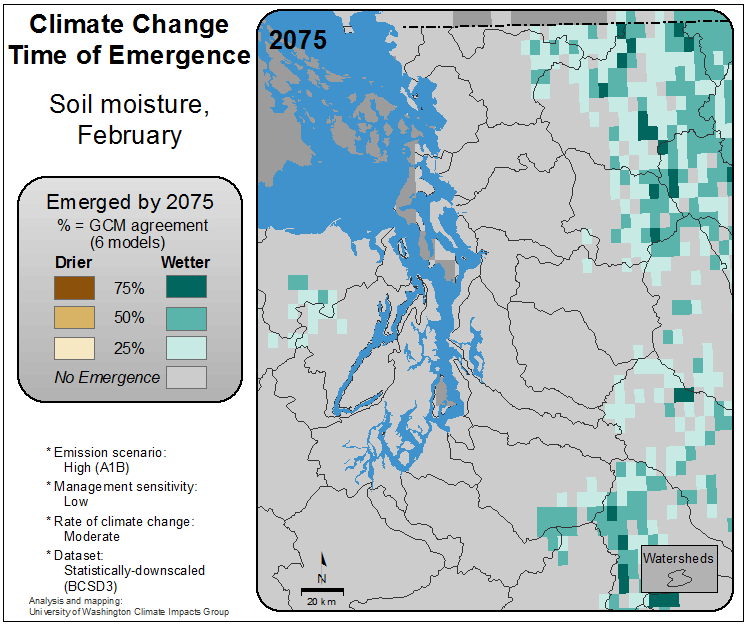 Climate Change
Time of Emergence
Soil moisture,
February
Emerged by 2075
% = GCM agreement
(6 models)
Drier Wetter
75%
50%
25%
No Emergence
* Emission scenario:
High (A1B)
* Management sensitivity:
Low
* Rate of climate change:
Moderate
* Dataset:
Statistically-downscaled
(BCSD3)
Analysis and mapping:
University of Washington Climate Impacts Group
2075
N
20 km
Watersheds